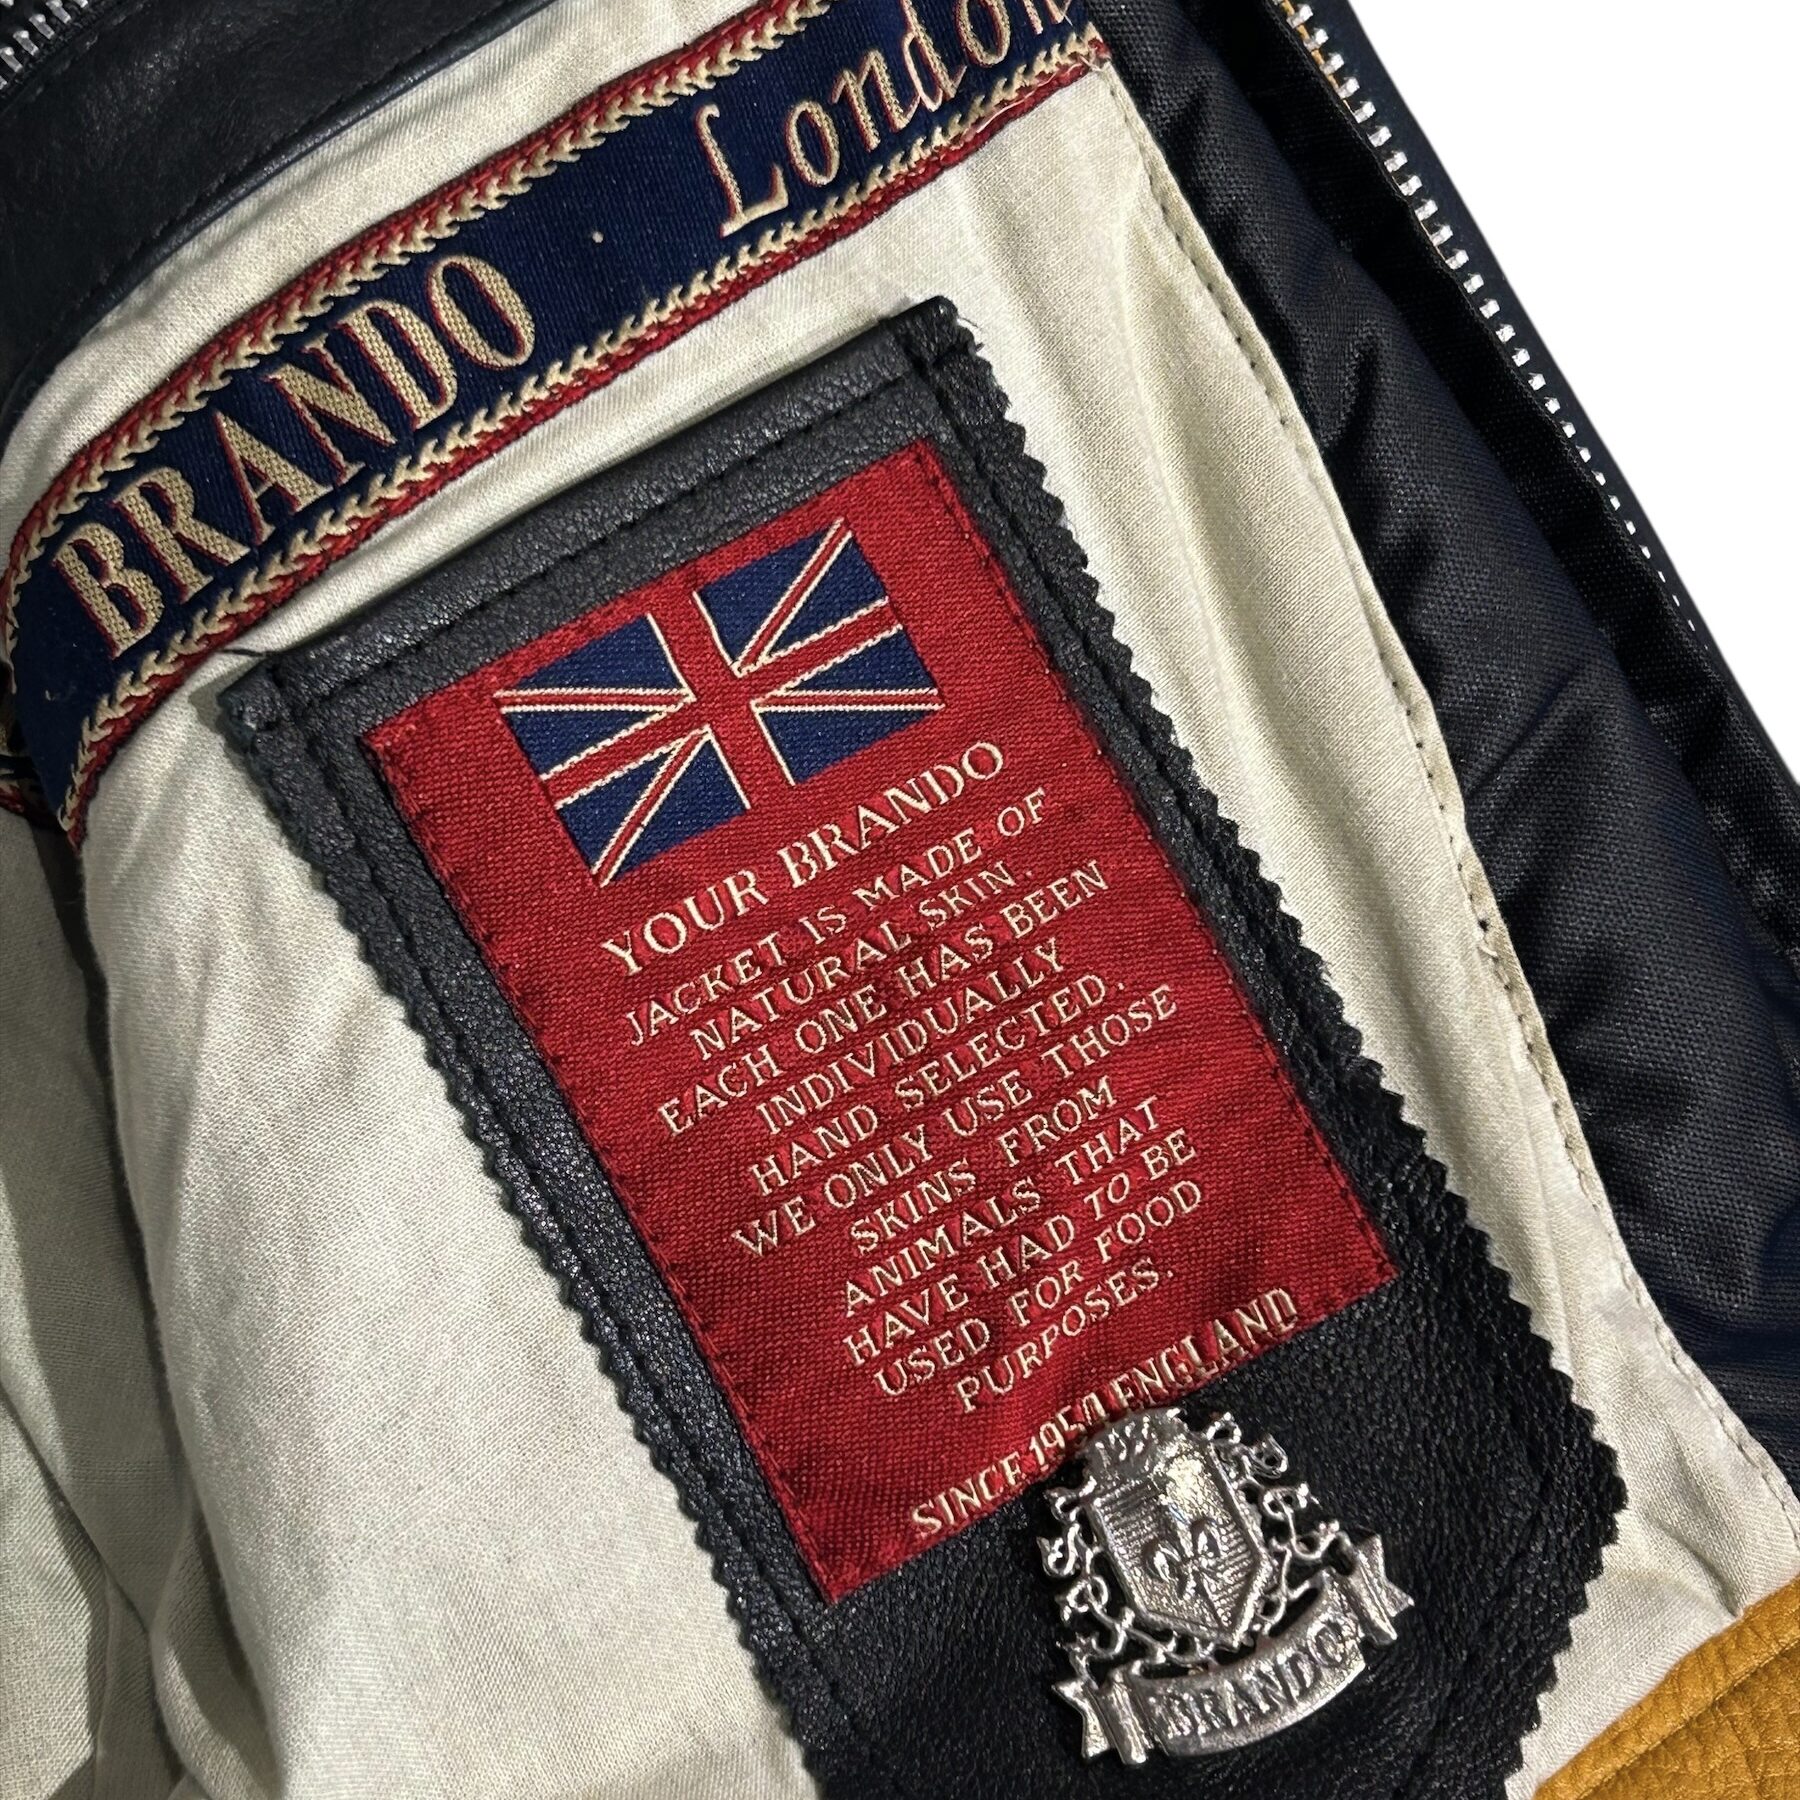 BRANDO London
YOUR BRANDO
JACKET IS MADE OF
NATURAL SKIN.
EACH ONE HAS BEEN
INDIVIDUALLY
HAND SELECTED.
WE ONLY USE THOSE
SKINS FROM
ANIMALS THAT
HAVE HAD TO BE
USED FOR FOOD
PURPOSES.
SINCE 1954 ENGLAND
BRANDO